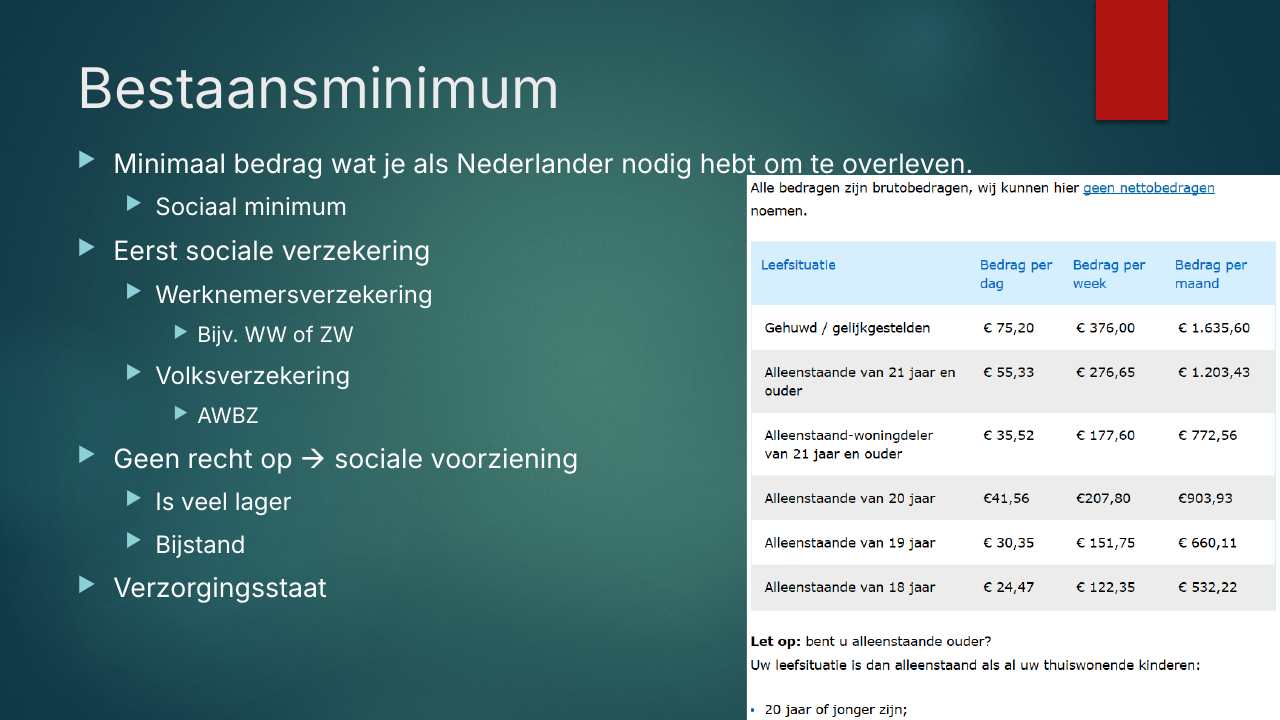 Bestaansminimum
Minimaal bedrag wat je als Nederlander nodig hebt om te overleven.
Sociaal minimum
Eerst sociale verzekering
Werknemersverzekering
Bijv. WW of ZW
Volksverzekering
AWBZ
Geen recht op → sociale voorziening
Is veel lager
Bijstand
Verzorgingsstaat
Alle bedragen zijn brutobedragen, wij kunnen hier geen nettobedragen
noemen.
Leefsituatie Bedrag per dag Bedrag per week Bedrag per maand
Gehuwd / gelijkgestelden € 75,20 € 376,00 € 1.635,60
Alleenstaande van 21 jaar en ouder € 55,33 € 276,65 € 1.203,43
Alleenstaand-woningdeler van 21 jaar en ouder € 35,52 € 177,60 € 772,56
Alleenstaande van 20 jaar €41,56 €207,80 €903,93
Alleenstaande van 19 jaar € 30,35 € 151,75 € 660,11
Alleenstaande van 18 jaar € 24,47 € 122,35 € 532,22
Let op: bent u alleenstaande ouder?
Uw leefsituatie is dan alleenstaand als al uw thuiswonende kinderen:
20 jaar of jonger zijn;